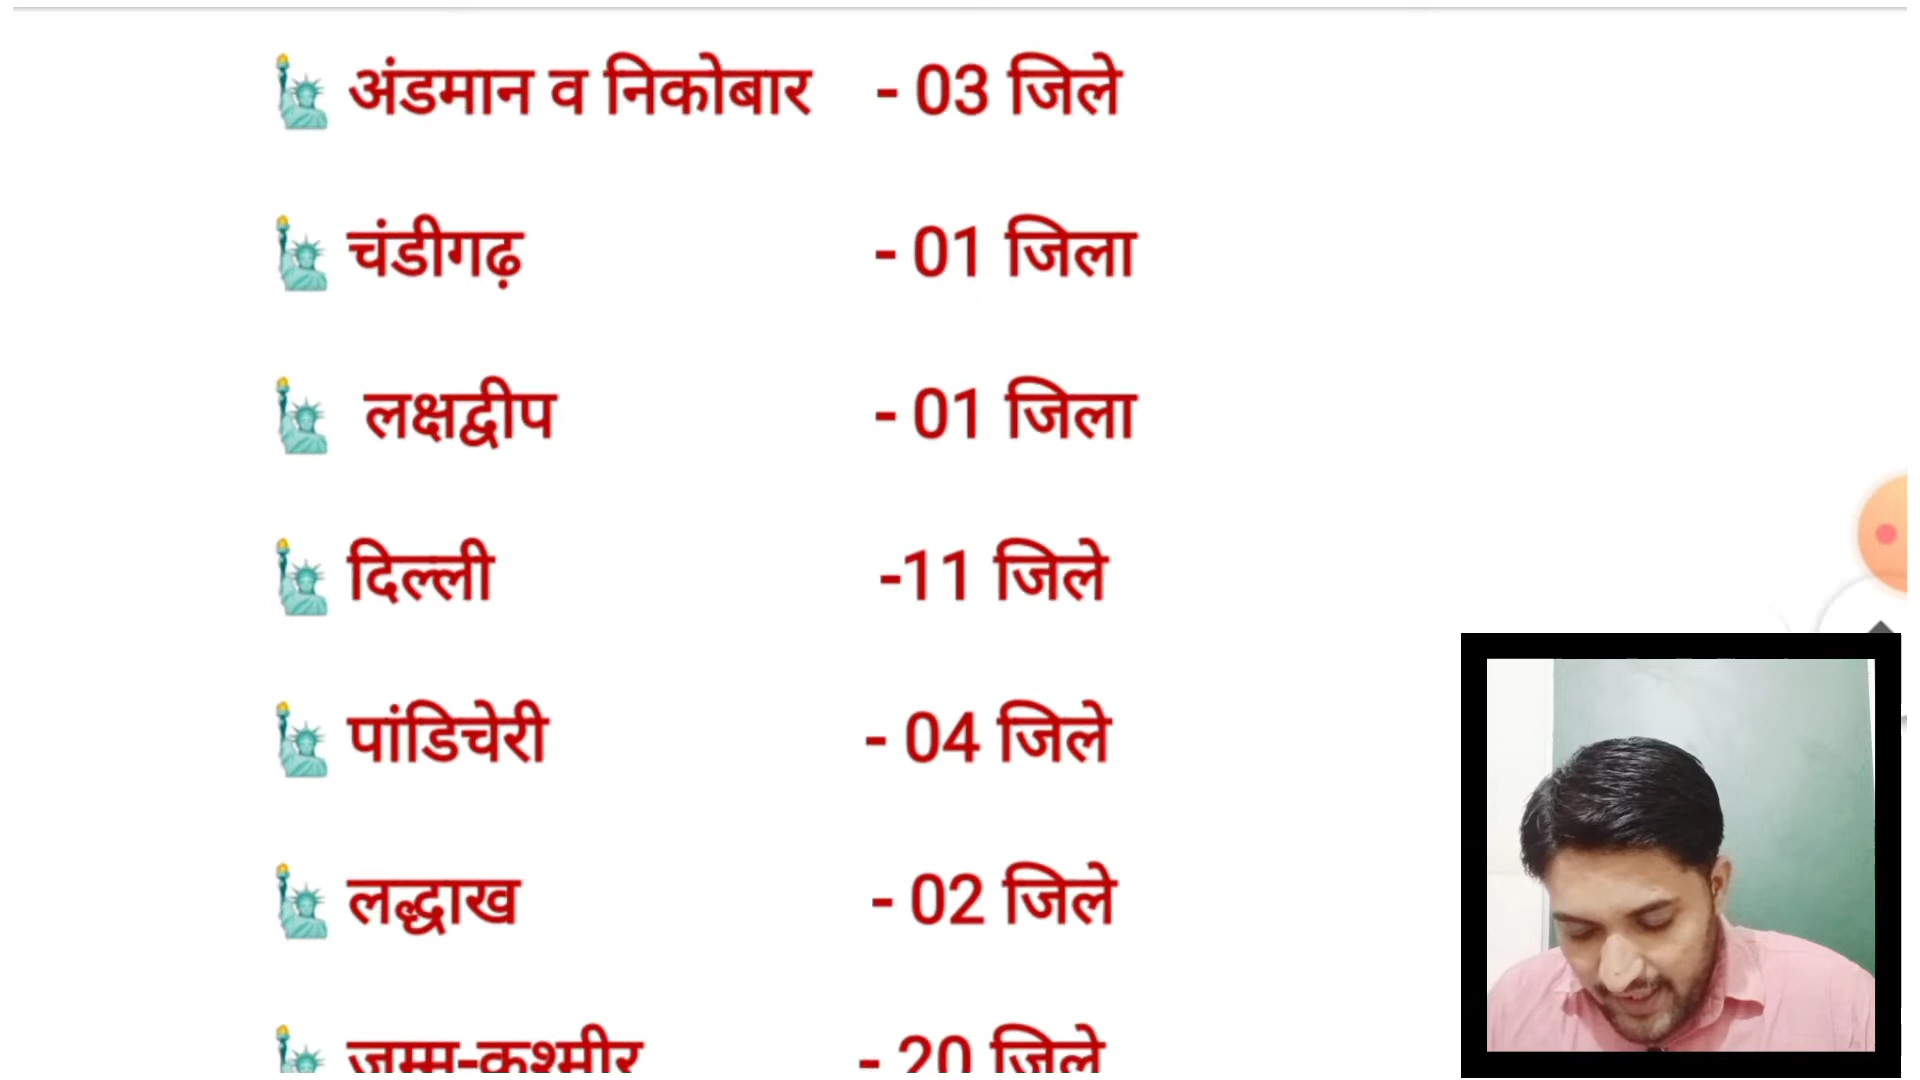 अंडमान व निकोबार - 03 जिले
चंडीगढ़ - 01 जिला
लक्षद्वीप - 01 जिला
दिल्ली -11 जिले
पांडिचेरी - 04 जिले
लद्धाख - 02 जिले
जम्मू-कश्मीर - 20 जिले